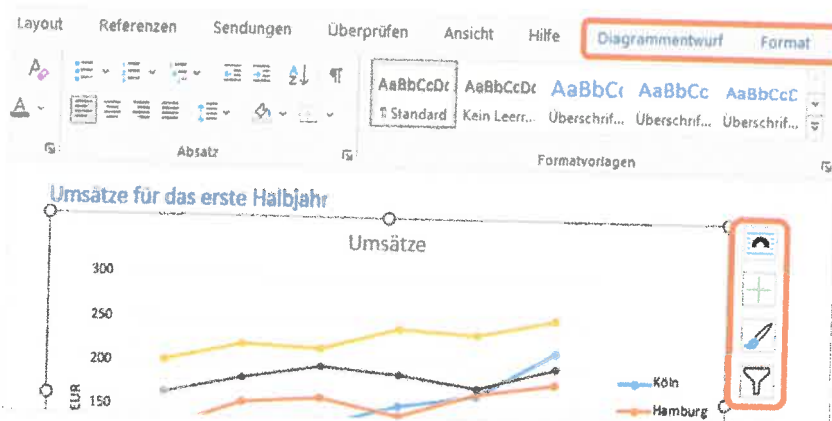 Layout Referenzen Sendungen Überprüfen Ansicht Hilfe Diagrammentwurf Format
AaBbCcDc AaBbCcDc AaBbCc AaBbCc AaBbCcC
¶ Standard Kein Leerr... Überschrif... Überschrif... Überschrif...
Absatz Formatvorlagen
Umsätze für das erste Halbjahr
Umsätze
300
250
200
150
EUR
Köln
Hamburg